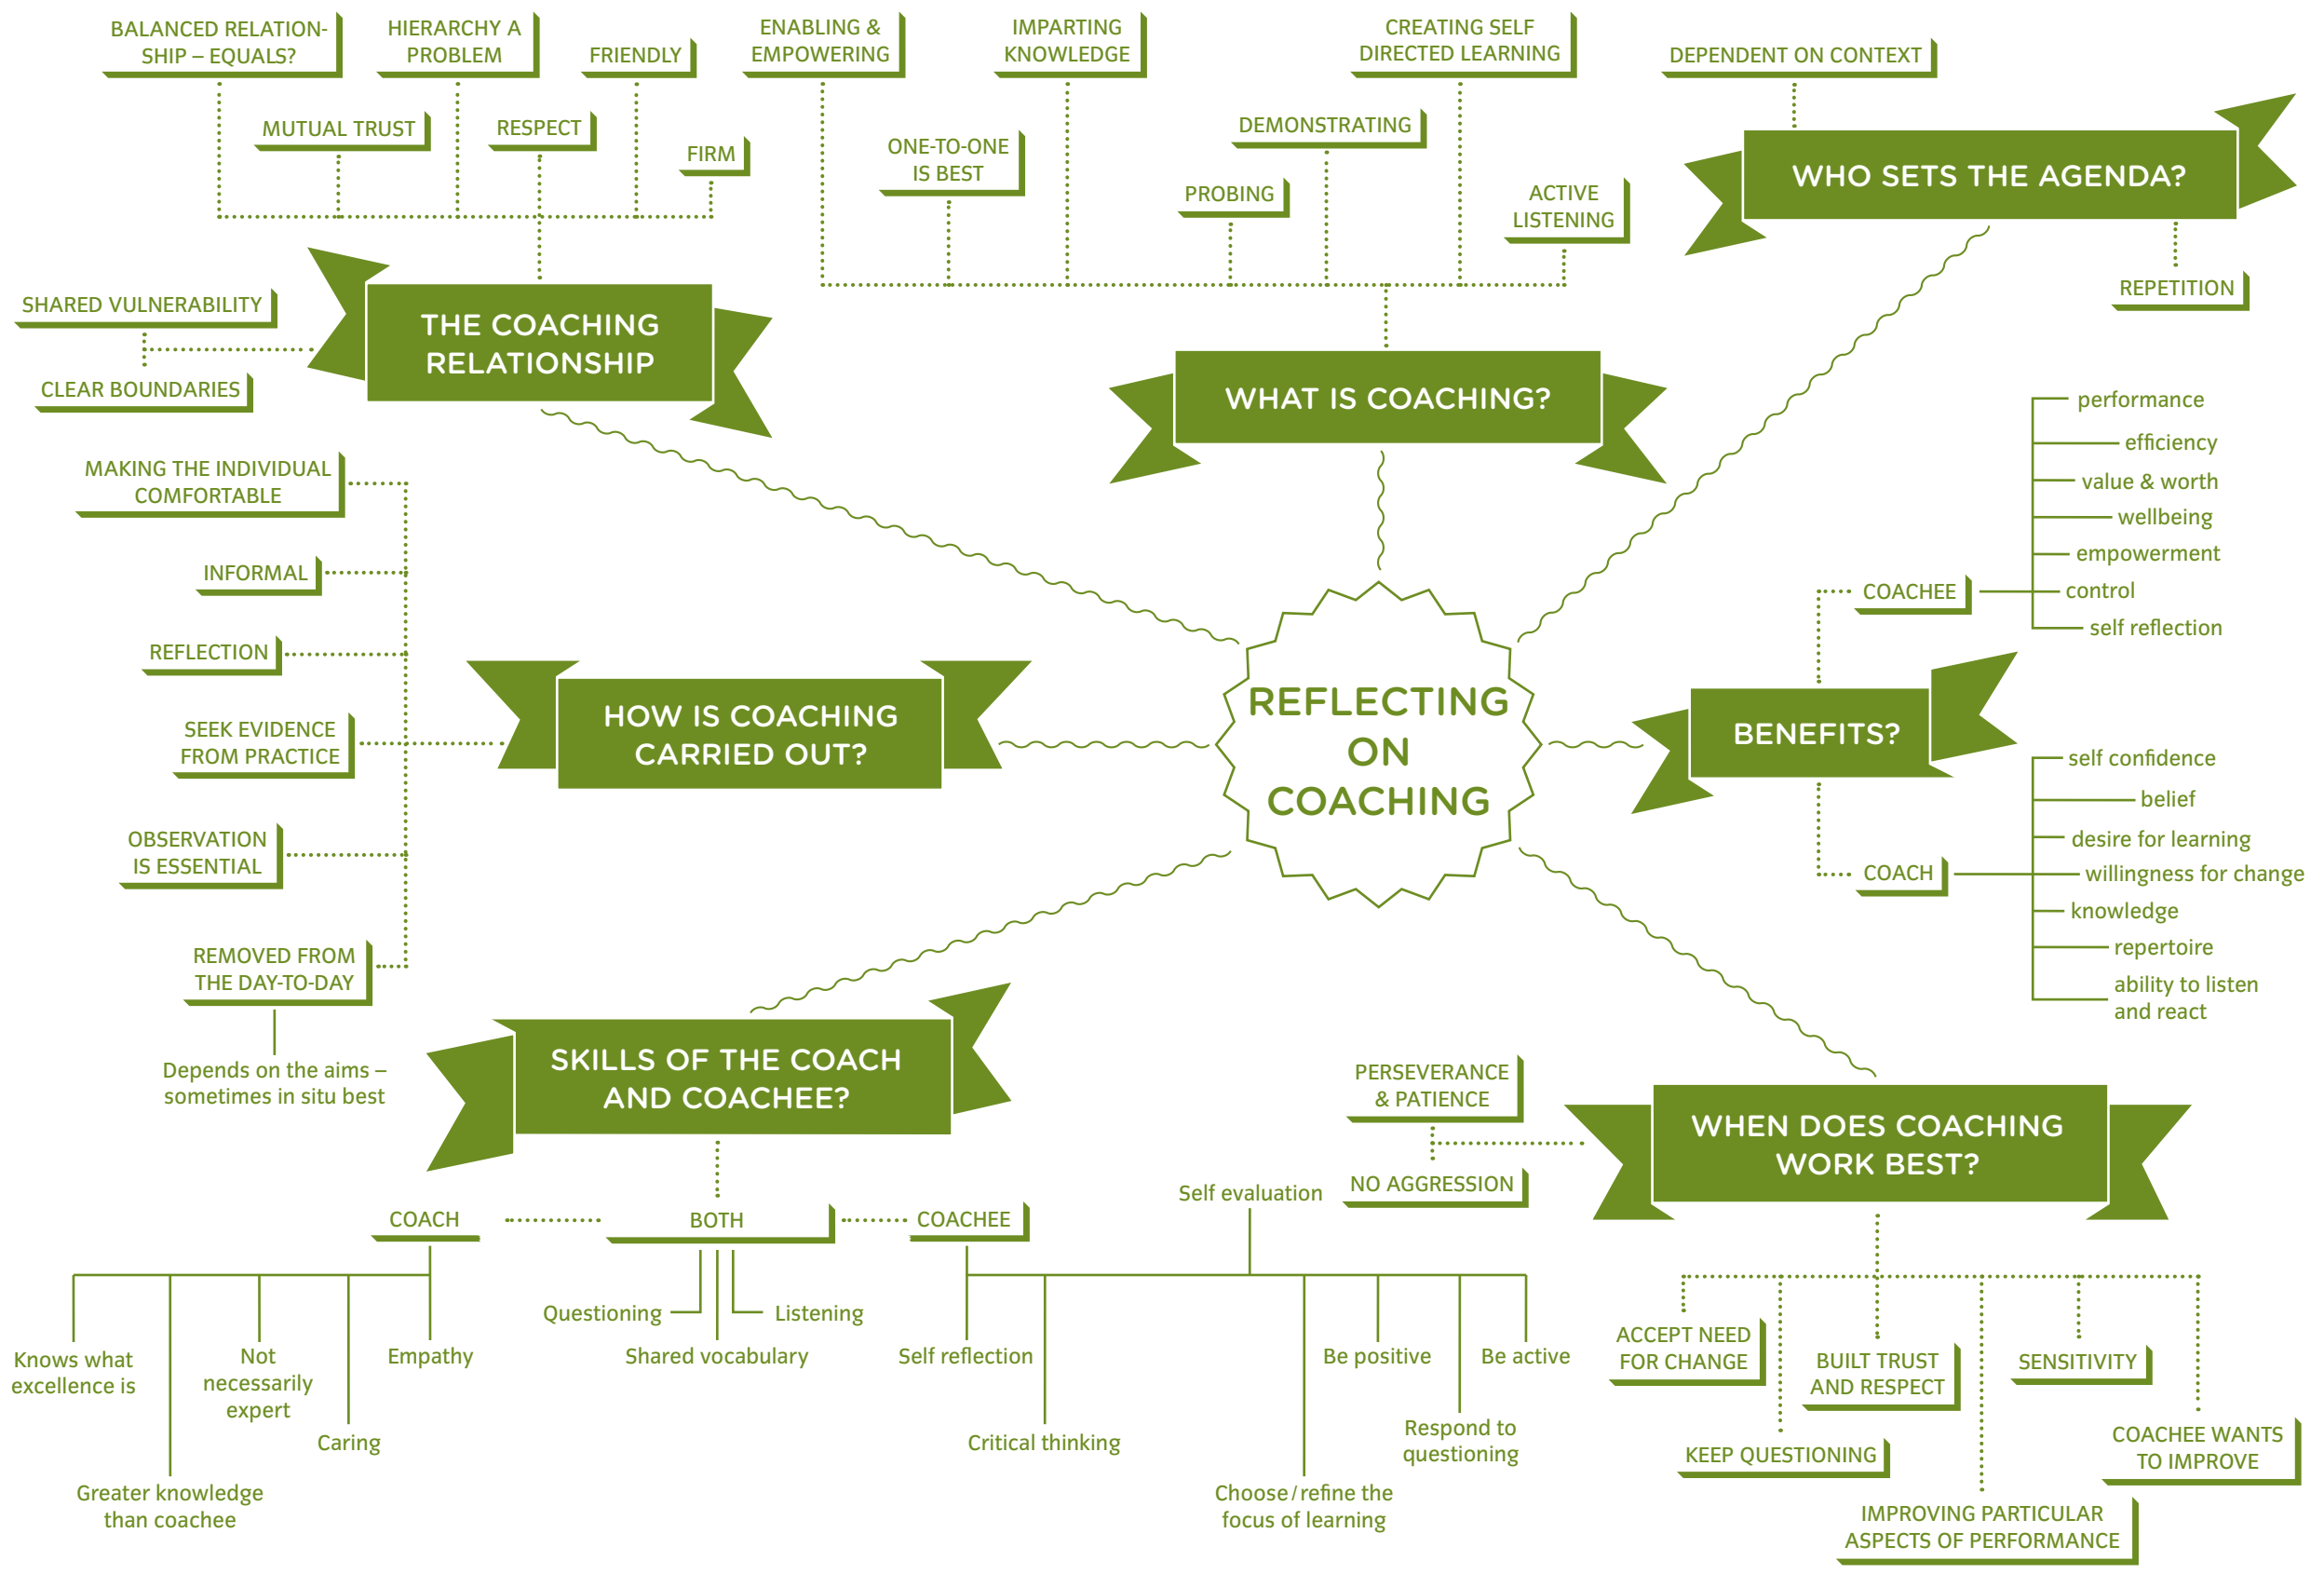 BALANCED RELATION-
SHIP – EQUALS?
HIERARCHY A
PROBLEM
FRIENDLY
MUTUAL TRUST
RESPECT
FIRM
SHARED VULNERABILITY
CLEAR BOUNDARIES
THE COACHING
RELATIONSHIP
ENABLING &
EMPOWERING
IMPARTING
KNOWLEDGE
CREATING SELF
DIRECTED LEARNING
ONE-TO-ONE
IS BEST
PROBING
DEMONSTRATING
ACTIVE
LISTENING
WHAT IS COACHING?
DEPENDENT ON CONTEXT
WHO SETS THE AGENDA?
REPETITION
MAKING THE INDIVIDUAL
COMFORTABLE
INFORMAL
REFLECTION
SEEK EVIDENCE
FROM PRACTICE
OBSERVATION
IS ESSENTIAL
REMOVED FROM
THE DAY-TO-DAY
Depends on the aims –
sometimes in situ best
HOW IS COACHING
CARRIED OUT?
REFLECTING
ON
COACHING
BENEFITS?
COACHEE
performance
efficiency
value & worth
wellbeing
empowerment
control
self reflection
COACH
self confidence
belief
desire for learning
willingness for change
knowledge
repertoire
ability to listen
and react
SKILLS OF THE COACH
AND COACHEE?
COACH
BOTH
COACHEE
Knows what
excellence is
Greater knowledge
than coachee
Not
necessarily
expert
Caring
Empathy
Questioning
Shared vocabulary
Listening
Self reflection
Critical thinking
Self evaluation
Choose / refine the
focus of learning
Be positive
Respond to
questioning
Be active
PERSEVERANCE
& PATIENCE
NO AGGRESSION
WHEN DOES COACHING
WORK BEST?
ACCEPT NEED
FOR CHANGE
KEEP QUESTIONING
BUILT TRUST
AND RESPECT
IMPROVING PARTICULAR
ASPECTS OF PERFORMANCE
SENSITIVITY
COACHEE WANTS
TO IMPROVE